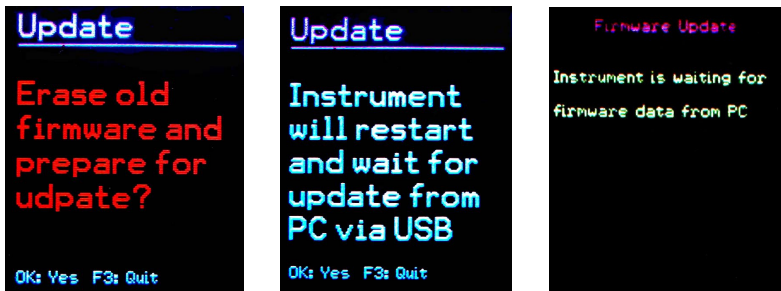 Update
Erase old
firmware and
prepare for
udpate?
OK: Yes F3: Quit
Update
Instrument
will restart
and wait for
update from
PC via USB
OK: Yes F3: Quit
Firmware Update
Instrument is waiting for
firmware data from PC